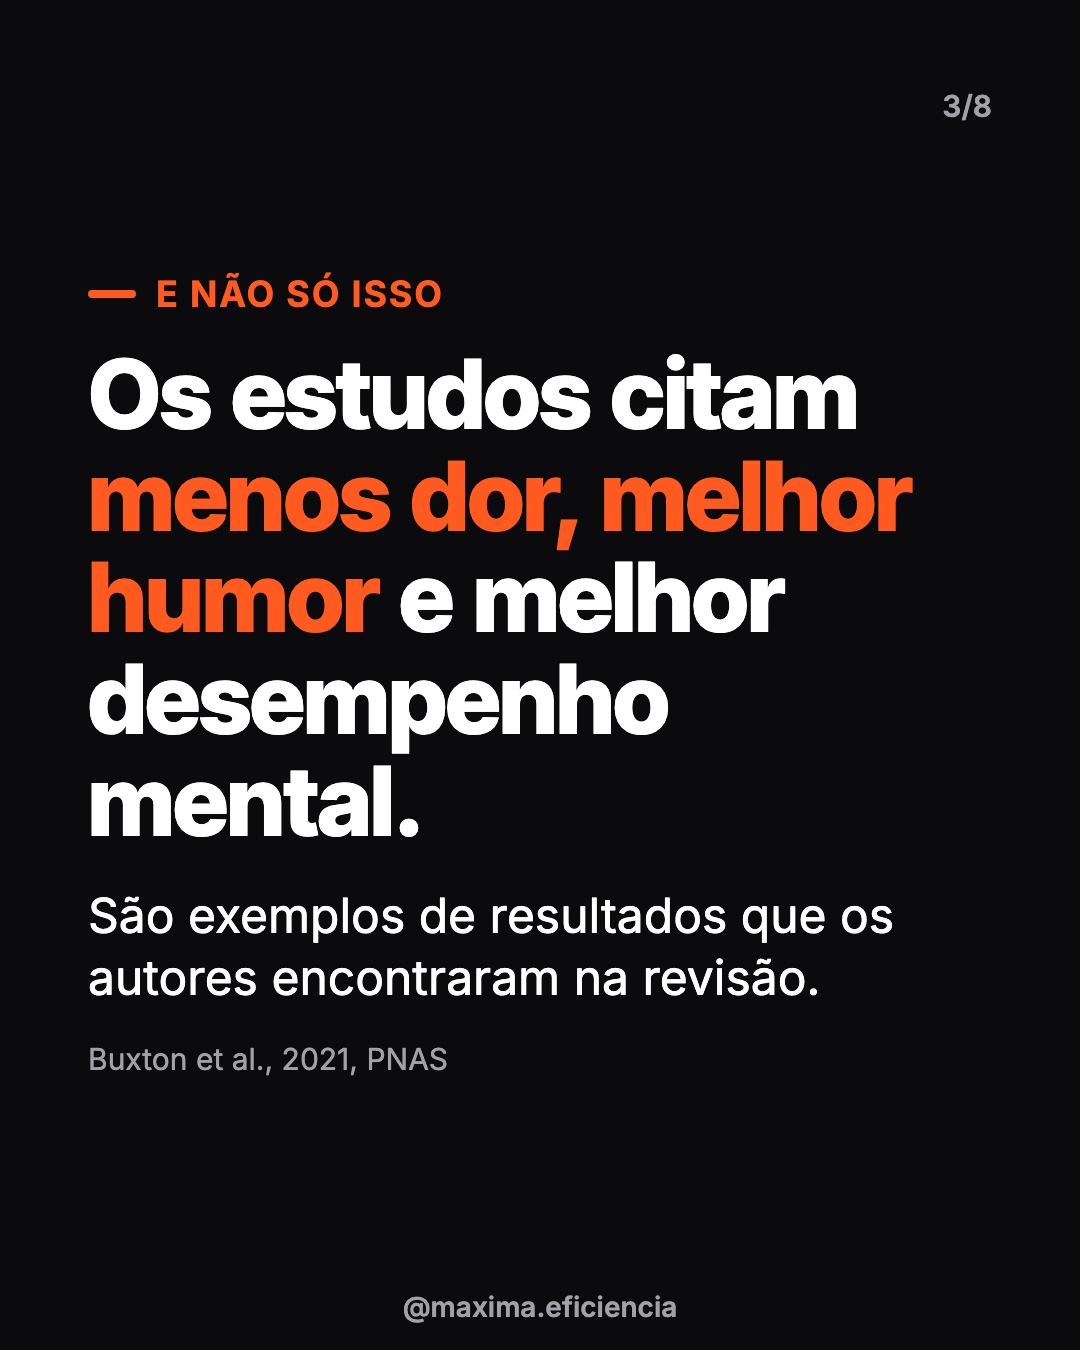 3/8
E NÃO SÓ ISSO
Os estudos citam
menos dor, melhor
humor e melhor
desempenho
mental.
São exemplos de resultados que os
autores encontraram na revisão.
Buxton et al., 2021, PNAS
@maxima.eficiencia